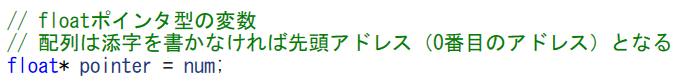 // floatポインタ型の変数
// 配列は添字を書かなければ先頭アドレス（0番目のアドレス）となる
float* pointer = num;